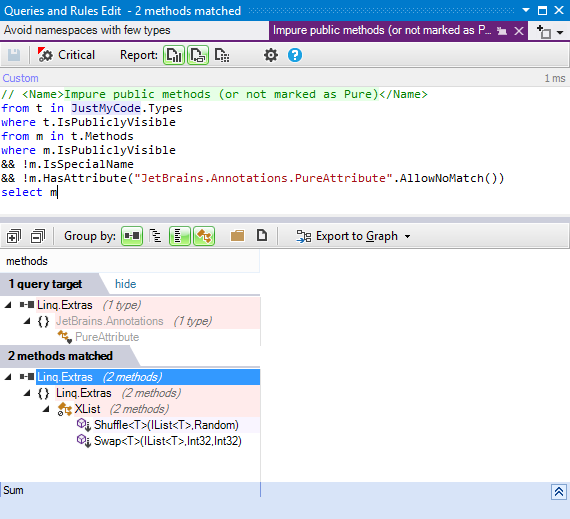 Queries and Rules Edit - 2 methods matched
Avoid namespaces with few types
Impure public methods (or not marked as P...
Critical
Report:
Custom
1 ms
// <Name>Impure public methods (or not marked as Pure)</Name>
from t in JustMyCode.Types
where t.IsPubliclyVisible
from m in t.Methods
where m.IsPubliclyVisible
&& !m.IsSpecialName
&& !m.HasAttribute("JetBrains.Annotations.PureAttribute".AllowNoMatch())
select m
Group by:
Export to Graph
methods
1 query target
hide
Linq.Extras (1 type)
{} JetBrains.Annotations (1 type)
PureAttribute
2 methods matched
Linq.Extras (2 methods)
{} Linq.Extras (2 methods)
XList (2 methods)
Shuffle<T>(IList<T>,Random)
Swap<T>(IList<T>,Int32,Int32)
Sum